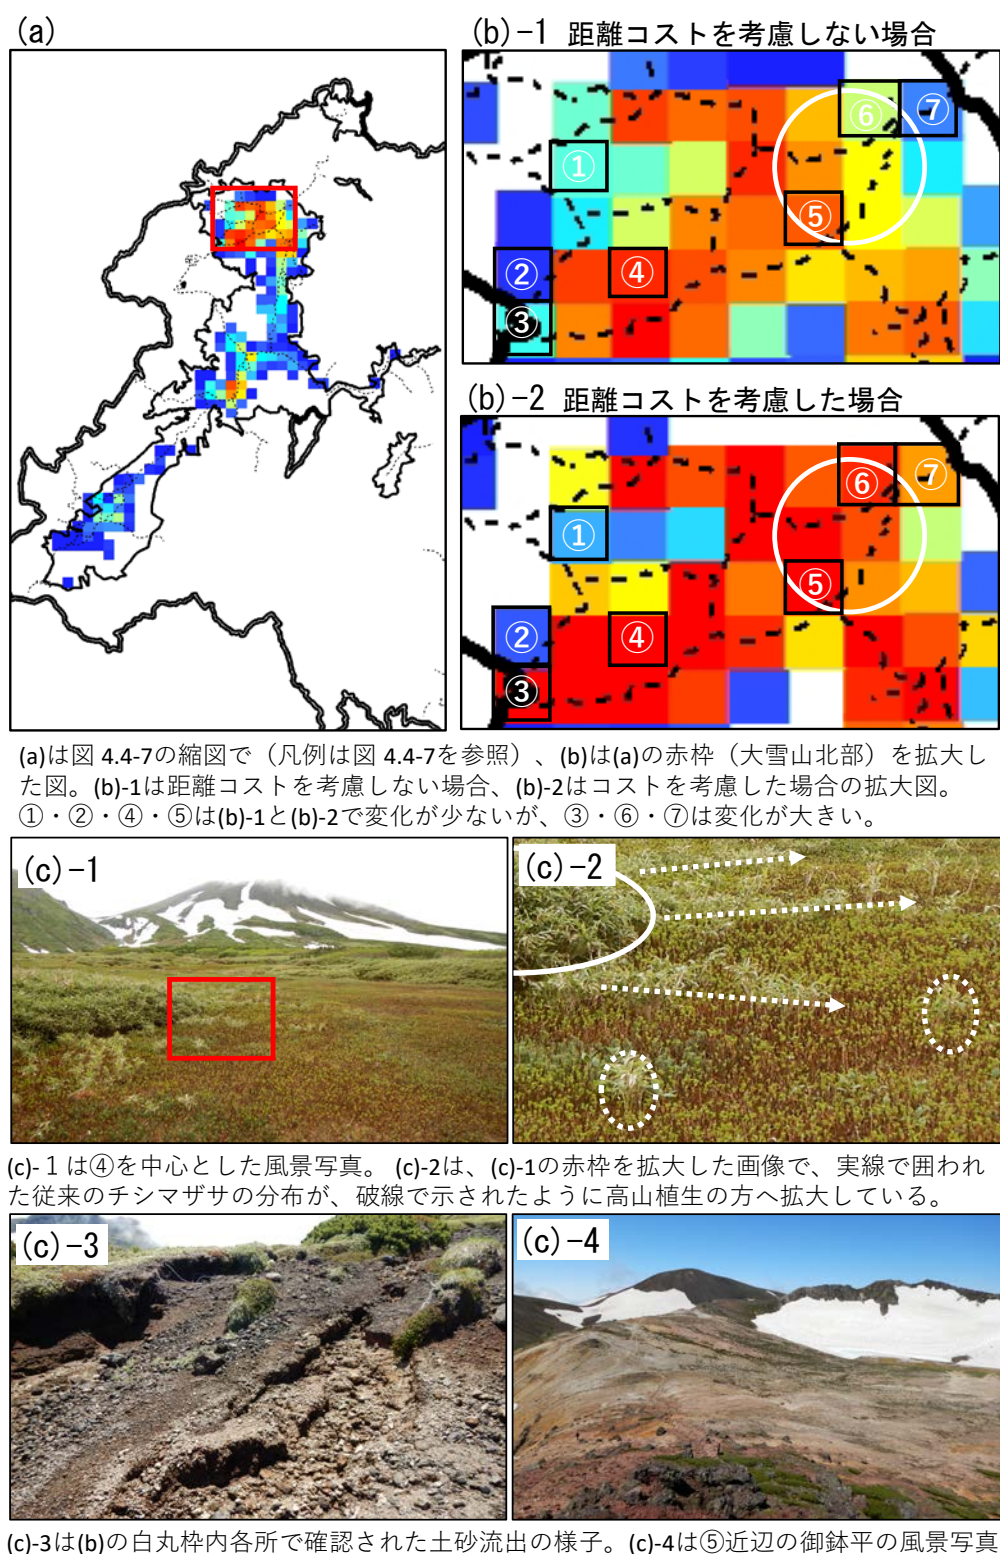 (a)
(b)-1 距離コストを考慮しない場合
①
②
③
④
⑤
⑥
⑦
(b)-2 距離コストを考慮した場合
①
②
③
④
⑤
⑥
⑦
(a)は図 4.4-7の縮図で（凡例は図 4.4-7を参照）、(b)は(a)の赤枠（大雪山北部）を拡大し
た図。(b)-1は距離コストを考慮しない場合、(b)-2はコストを考慮した場合の拡大図。
①・②・④・⑤は(b)-1と(b)-2で変化が少ないが、③・⑥・⑦は変化が大きい。
(c)-1
(c)-2
(c)-１は④を中心とした風景写真。 (c)-2は、(c)-1の赤枠を拡大した画像で、実線で囲われ
た従来のチシマザサの分布が、破線で示されたように高山植生の方へ拡大している。
(c)-3
(c)-4
(c)-3は(b)の白丸枠内各所で確認された土砂流出の様子。(c)-4は⑤近辺の御鉢平の風景写真